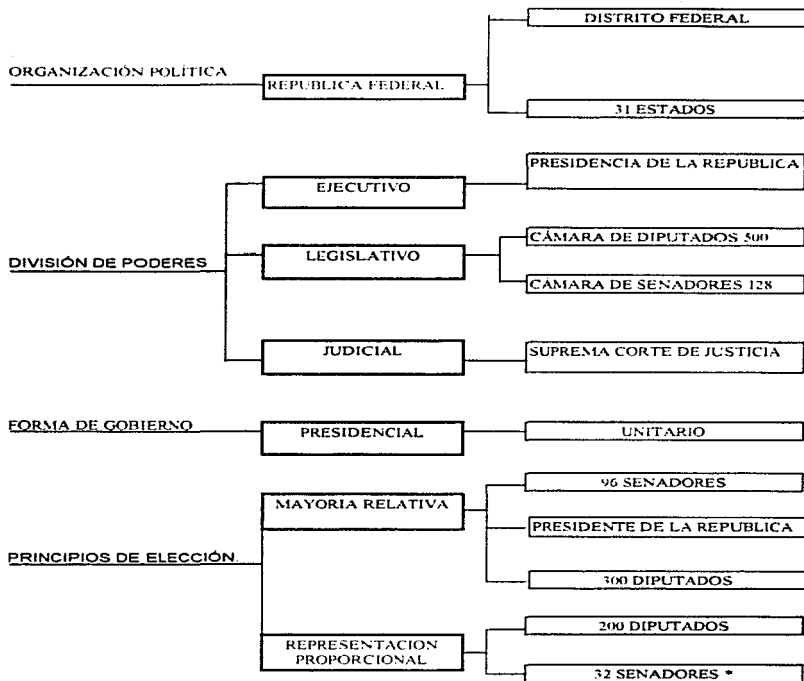 DISTRITO FEDERAL
ORGANIZACIÓN POLÍTICA
REPUBLICA FEDERAL
31 ESTADOS
EJECUTIVO
PRESIDENCIA DE LA REPUBLICA
DIVISIÓN DE PODERES
LEGISLATIVO
CÁMARA DE DIPUTADOS 500
CÁMARA DE SENADORES 128
JUDICIAL
SUPREMA CORTE DE JUSTICIA
FORMA DE GOBIERNO
PRESIDENCIAL
UNITARIO
PRINCIPIOS DE ELECCIÓN
MAYORIA RELATIVA
96 SENADORES
PRESIDENTE DE LA REPUBLICA
300 DIPUTADOS
REPRESENTACION
PROPORCIONAL
200 DIPUTADOS
32 SENADORES *